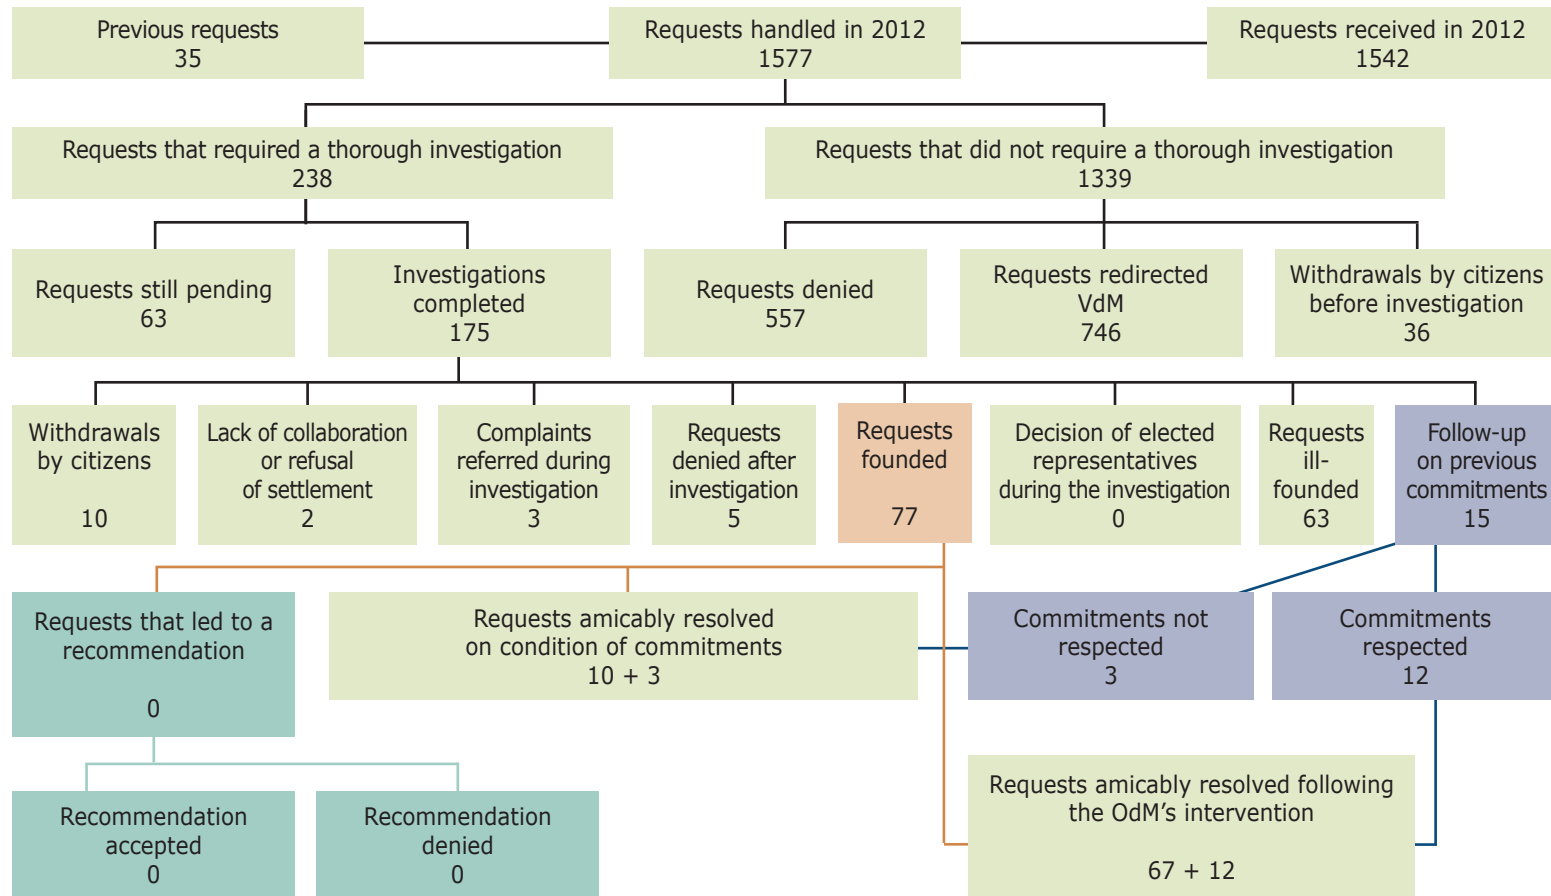 Previous requests
35
Requests handled in 2012
1577
Requests received in 2012
1542
Requests that required a thorough investigation
238
Requests that did not require a thorough investigation
1339
Requests still pending
63
Investigations
completed
175
Requests denied
557
Requests redirected
VdM
746
Withdrawals by citizens
before investigation
36
Withdrawals
by citizens
10
Lack of collaboration
or refusal
of settlement
2
Complaints
referred during
investigation
3
Requests
denied after
investigation
5
Requests
founded
77
Decision of elected
representatives
during the investigation
0
Requests
ill-
founded
63
Follow-up
on previous
commitments
15
Requests that led to a
recommendation
0
Requests amicably resolved
on condition of commitments
10 + 3
Commitments not
respected
3
Commitments
respected
12
Recommendation
accepted
0
Recommendation
denied
0
Requests amicably resolved following
the OdM’s intervention
67 + 12